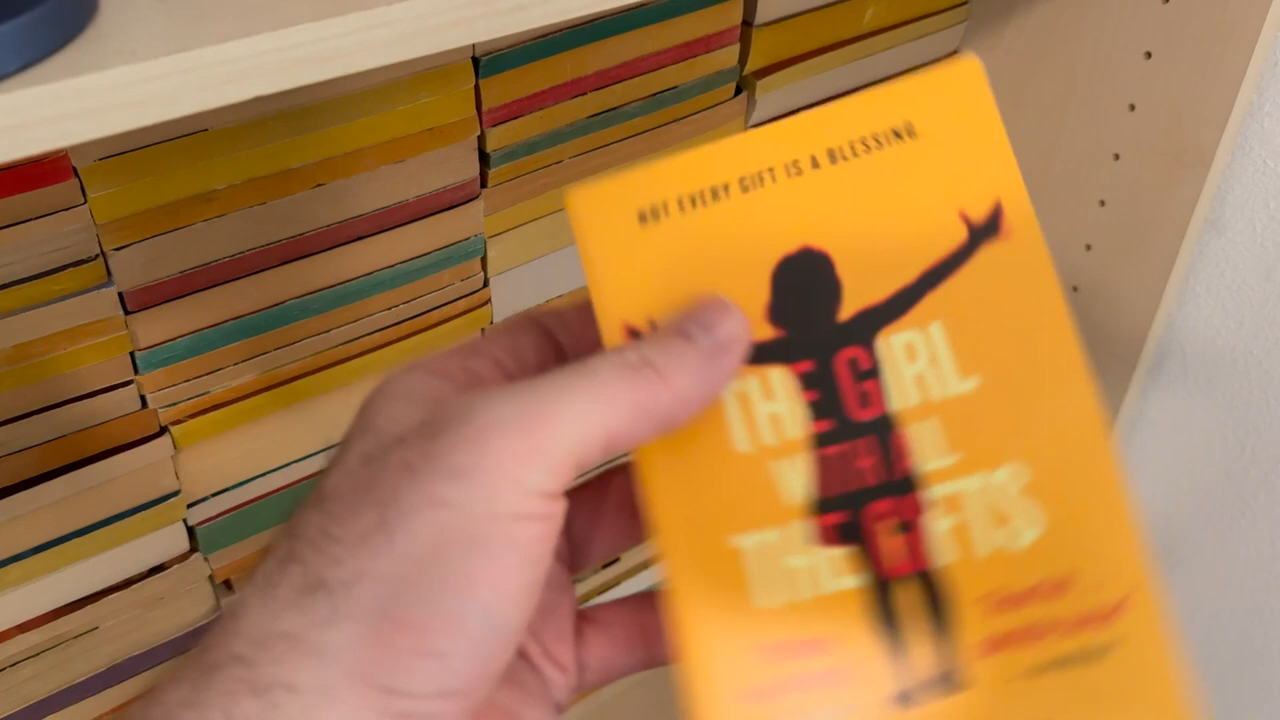 NOT EVERY GIFT IS A BLESSING
THE GIRL
WITH ALL
THE GIFTS